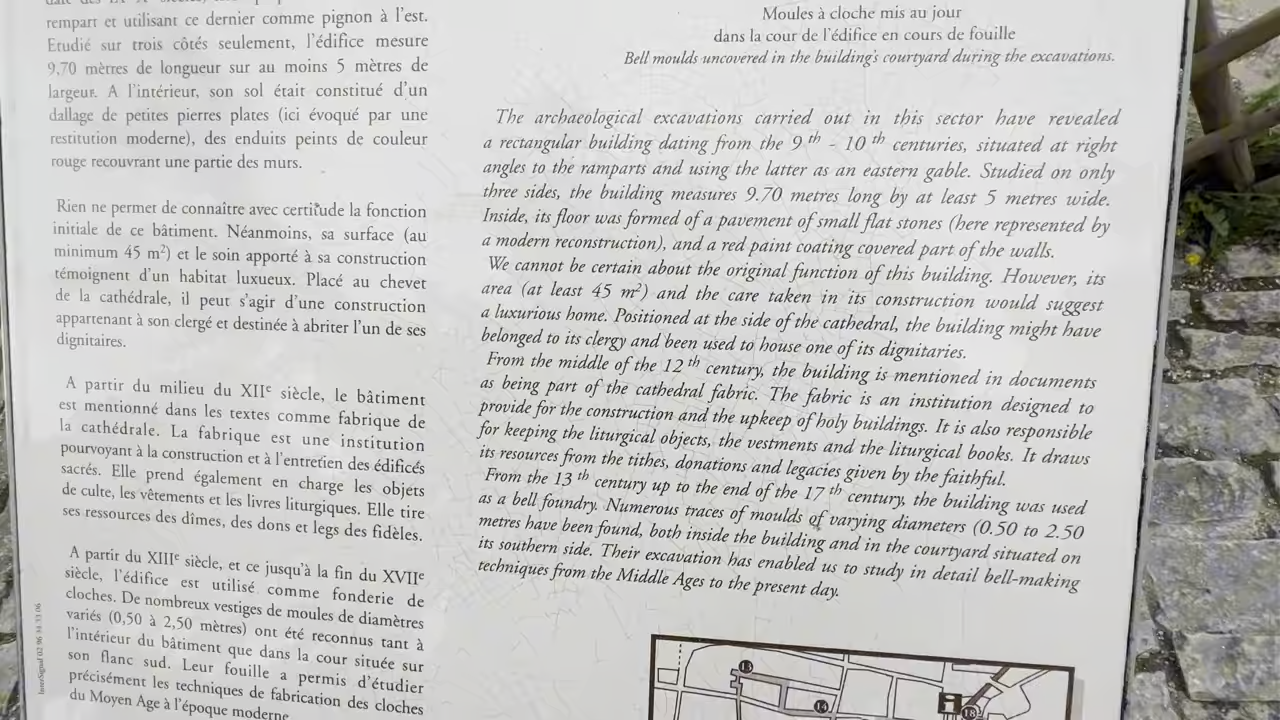 rempart et utilisant ce dernier comme pignon à l'est.
Etudié sur trois côtés seulement, l'édifice mesure
9,70 mètres de longueur sur au moins 5 mètres de
largeur. A l'intérieur, son sol était constitué d'un
dallage de petites pierres plates (ici évoqué par une
restitution moderne), des enduits peints de couleur
rouge recouvrant une partie des murs.
Rien ne permet de connaître avec certitude la fonction
initiale de ce bâtiment. Néanmoins, sa surface (au
minimum 45 m²) et le soin apporté à sa construction
témoignent d'un habitat luxueux. Placé au chevet
de la cathédrale, il peut s'agir d'une construction
appartenant à son clergé et destinée à abriter l'un de ses
dignitaires.
A partir du milieu du XIIe siècle, le bâtiment
est mentionné dans les textes comme fabrique de
la cathédrale. La fabrique est une institution
pourvoyant à la construction et à l'entretien des édificés
sacrés. Elle prend également en charge les objets
de culte, les vêtements et les livres liturgiques. Elle tire
ses ressources des dîmes, des dons et legs des fidèles.
A partir du XIIIe siècle, et ce jusqu'à la fin du XVIIe
siècle, l'édifice est utilisé comme fonderie de
cloches. De nombreux vestiges de moules de diamètres
variés (0,50 à 2,50 mètres) ont été reconnus tant à
l'intérieur du bâtiment que dans la cour située sur
son flanc sud. Leur fouille a permis d'étudier
précisément les techniques de fabrication des cloches
du Moyen Age à l'époque moderne
InterSignal 02 96 34 33 06
Moules à cloche mis au jour
dans la cour de l'édifice en cours de fouille
Bell moulds uncovered in the building's courtyard during the excavations.
The archaeological excavations carried out in this sector have revealed
a rectangular building dating from the 9 th - 10 th centuries, situated at right
angles to the ramparts and using the latter as an eastern gable. Studied on only
three sides, the building measures 9.70 metres long by at least 5 metres wide.
Inside, its floor was formed of a pavement of small flat stones (here represented by
a modern reconstruction), and a red paint coating covered part of the walls.
We cannot be certain about the original function of this building. However, its
area (at least 45 m²) and the care taken in its construction would suggest
a luxurious home. Positioned at the side of the cathedral, the building might have
belonged to its clergy and been used to house one of its dignitaries.
From the middle of the 12 th century, the building is mentioned in documents
as being part of the cathedral fabric. The fabric is an institution designed to
provide for the construction and the upkeep of holy buildings. It is also responsible
for keeping the liturgical objects, the vestments and the liturgical books. It draws
its resources from the tithes, donations and legacies given by the faithful.
From the 13 th century up to the end of the 17 th century, the building was used
as a bell foundry. Numerous traces of moulds of varying diameters (0.50 to 2.50
metres have been found, both inside the building and in the courtyard situated on
its southern side. Their excavation has enabled us to study in detail bell-making
techniques from the Middle Ages to the present day.
13
14
i
18